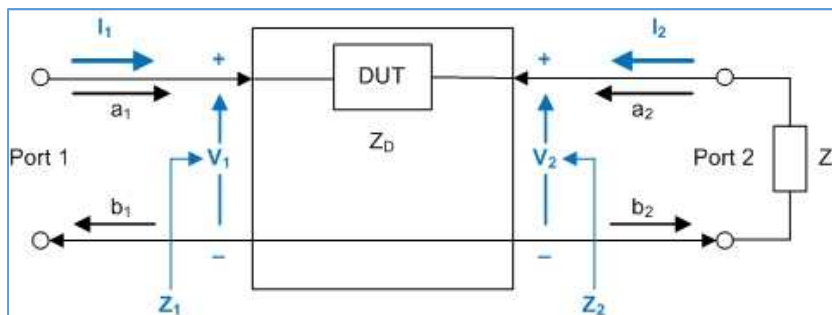 I1 I2
+ DUT +
a1 a2
ZD
Port 1 V1 V2 Port 2 Z
b1 b2
− −
Z1 Z2